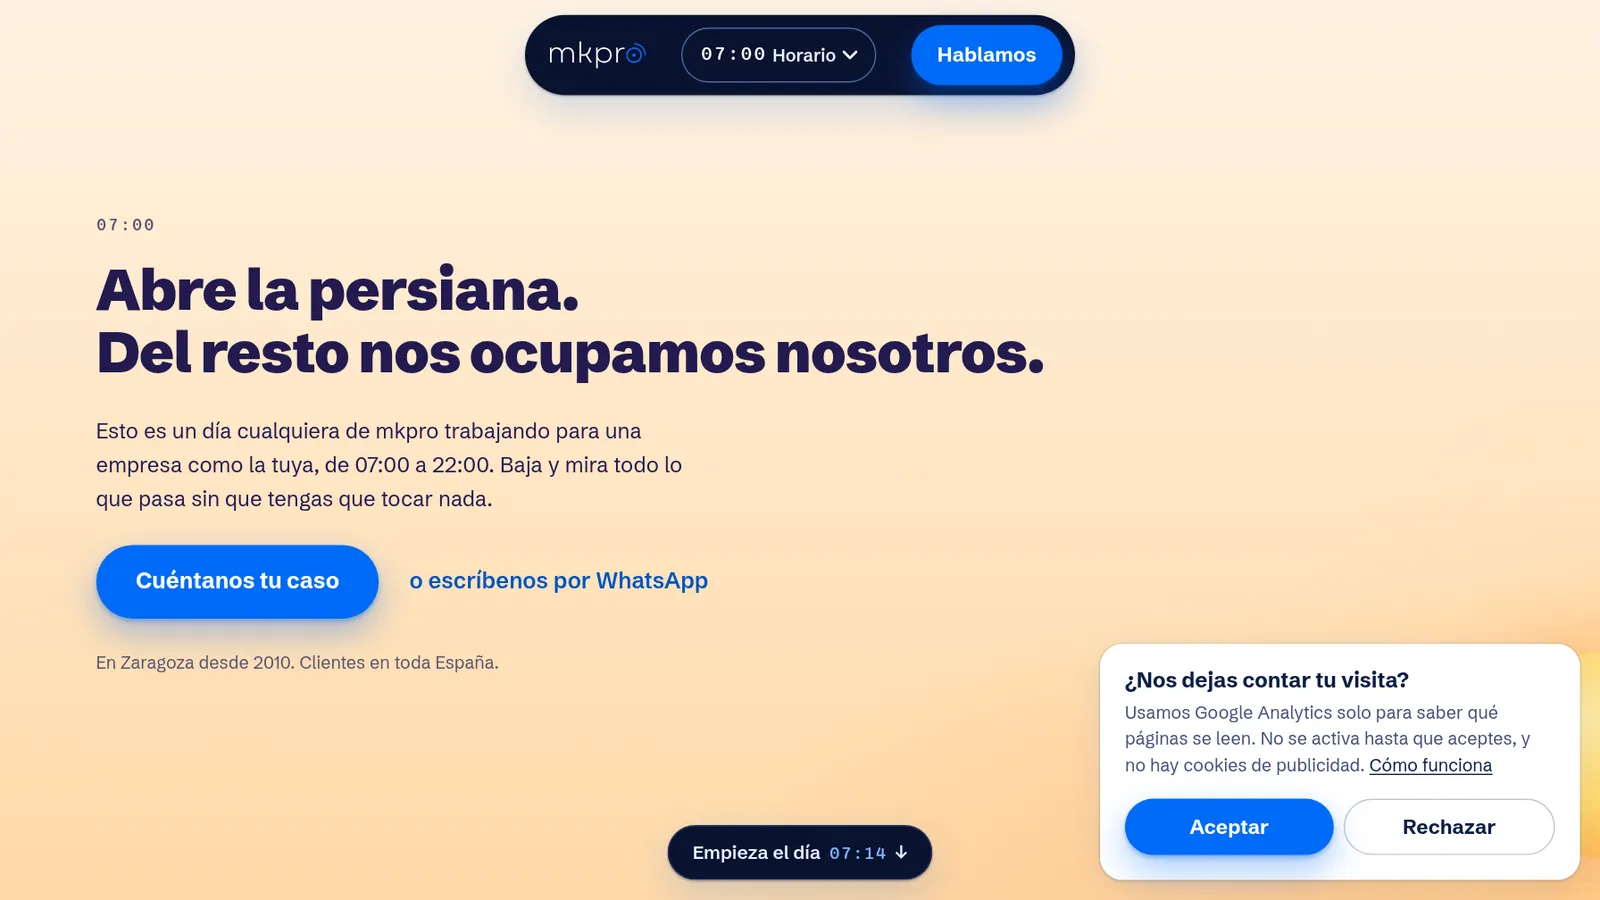 mkpro
07:00 Horario
Hablamos
07:00
Abre la persiana.
Del resto nos ocupamos nosotros.
Esto es un día cualquiera de mkpro trabajando para una
empresa como la tuya, de 07:00 a 22:00. Baja y mira todo lo
que pasa sin que tengas que tocar nada.
Cuéntanos tu caso
o escríbenos por WhatsApp
En Zaragoza desde 2010. Clientes en toda España.
¿Nos dejas contar tu visita?
Usamos Google Analytics solo para saber qué
páginas se leen. No se activa hasta que aceptes, y
no hay cookies de publicidad. Cómo funciona
Aceptar
Rechazar
Empieza el día 07:14 ↓